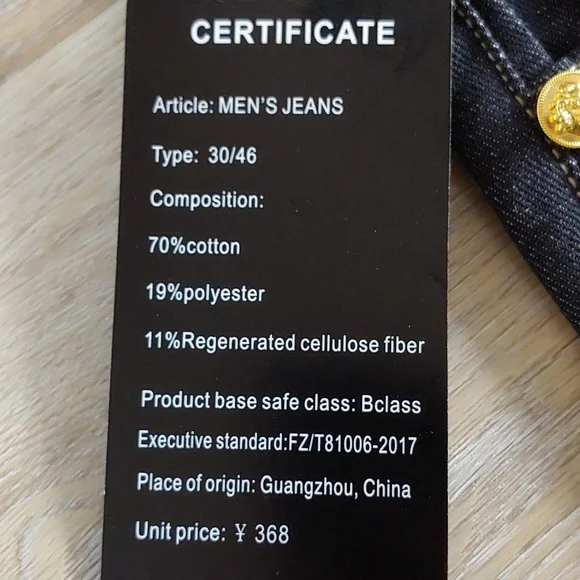 CERTIFICATE
Article: MEN'S JEANS
Type: 30/46
Composition:
70%cotton
19%polyester
11%Regenerated cellulose fiber
Product base safe class: Bclass
Executive standard:FZ/T81006-2017
Place of origin: Guangzhou, China
Unit price: ¥ 368